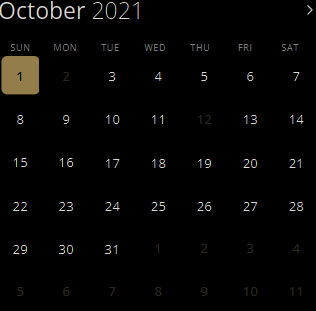 October 2021
SUN MON TUE WED THU FRI SAT
1 2 3 4 5 6 7
8 9 10 11 12 13 14
15 16 17 18 19 20 21
22 23 24 25 26 27 28
29 30 31 1 2 3 4
5 6 7 8 9 10 11